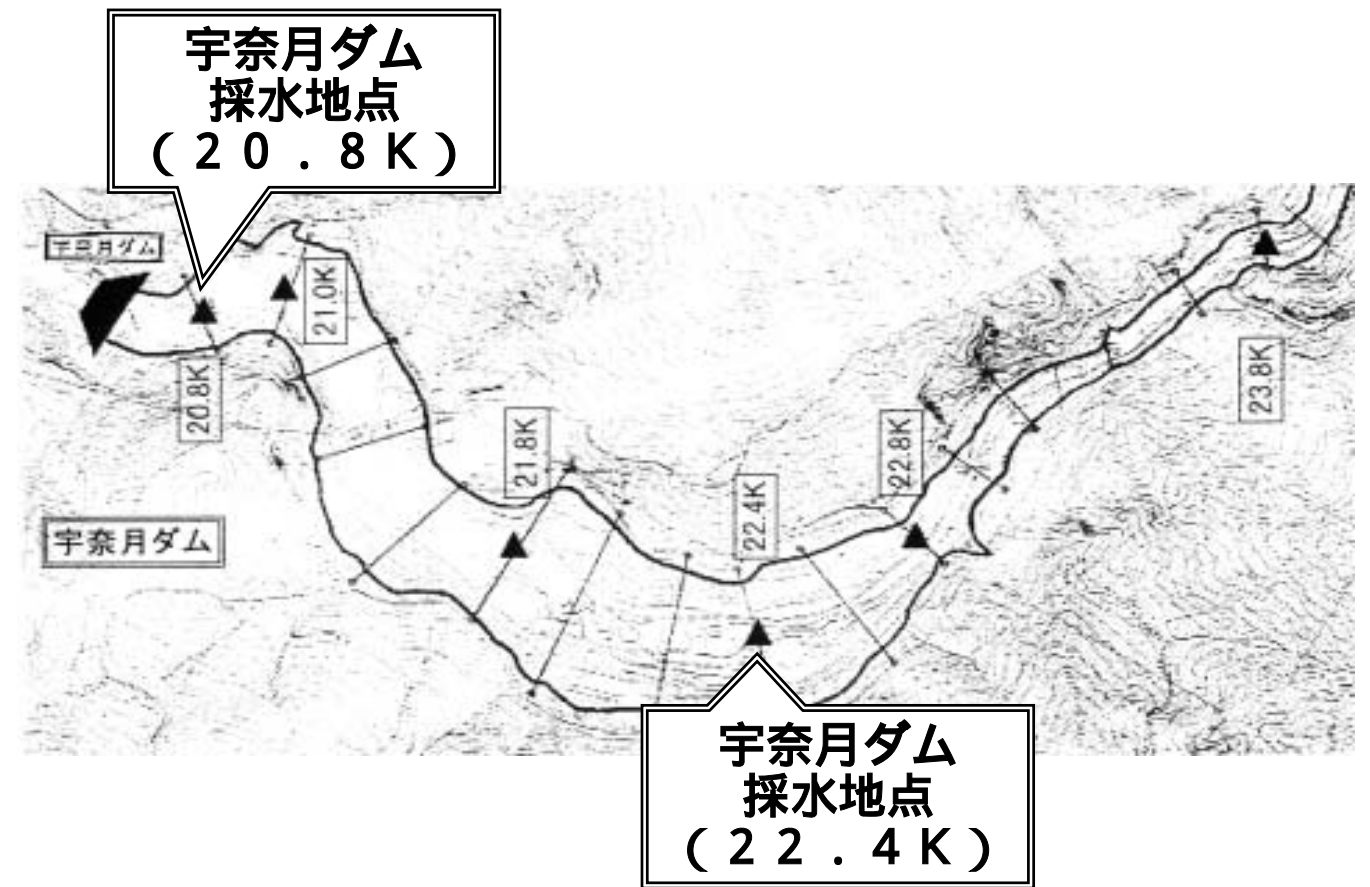 宇奈月ダム
採水地点
（２０．８Ｋ）
宇奈月ダム
21.0K
20.8K
21.8K
22.4K
22.8K
23.8K
宇奈月ダム
宇奈月ダム
採水地点
（２２．４Ｋ）